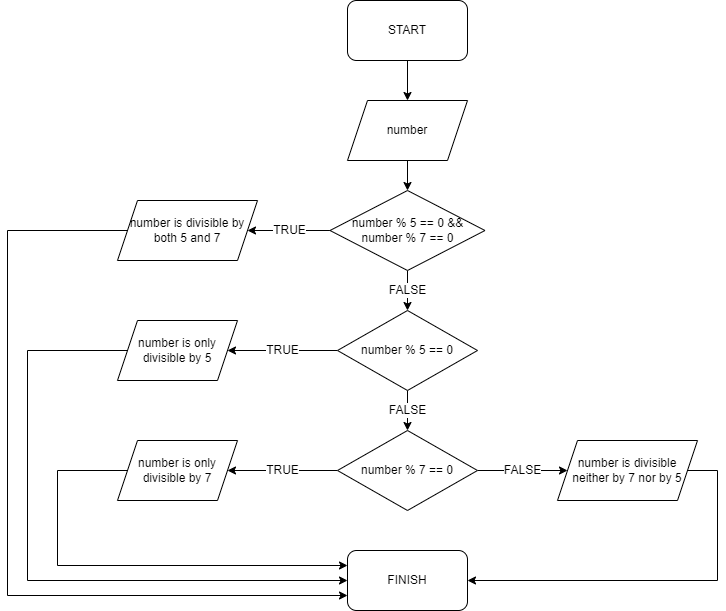 START
number
number is divisible by
both 5 and 7
TRUE
number % 5 == 0 &&
number % 7 == 0
FALSE
number is only
divisible by 5
TRUE
number % 5 == 0
FALSE
number is only
divisible by 7
TRUE
number % 7 == 0
FALSE
number is divisible
neither by 7 nor by 5
FINISH